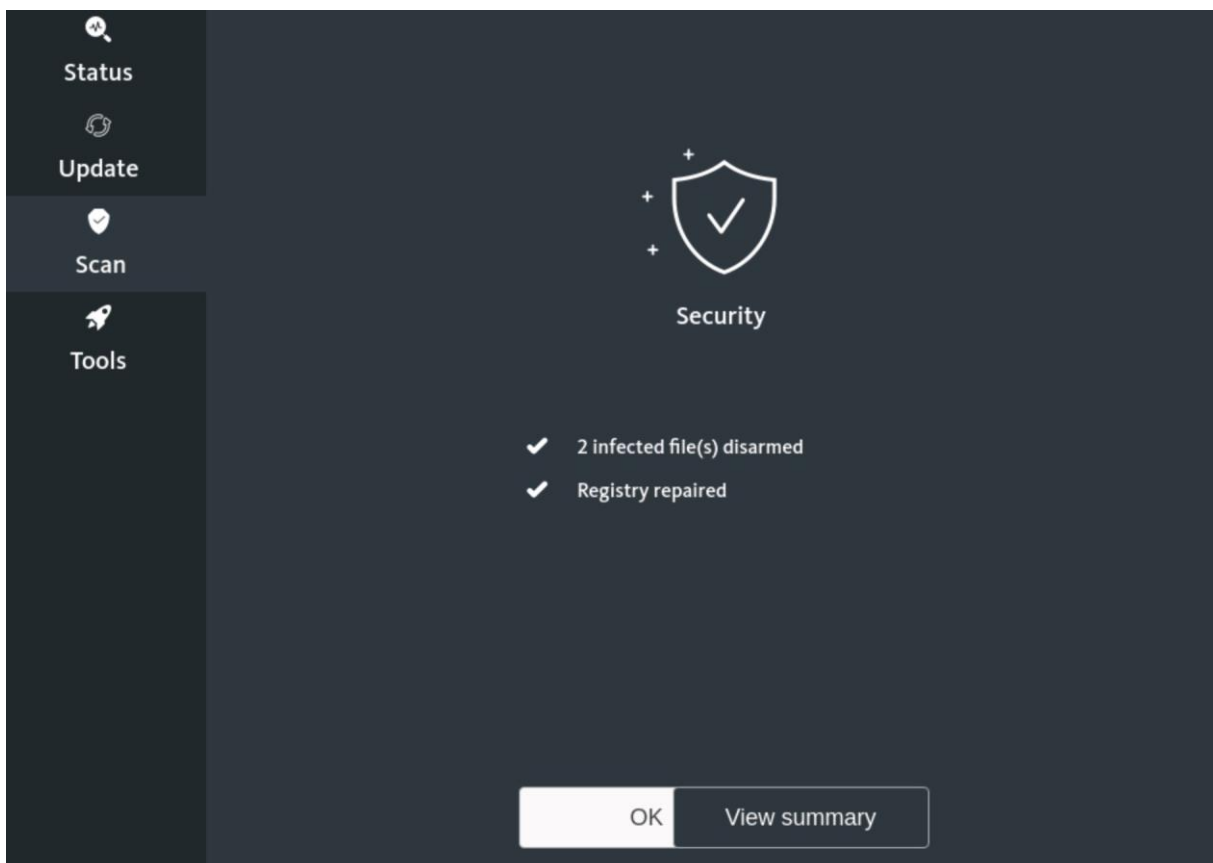 Status
Update
Scan
Tools
Security
2 infected file(s) disarmed
Registry repaired
OK
View summary